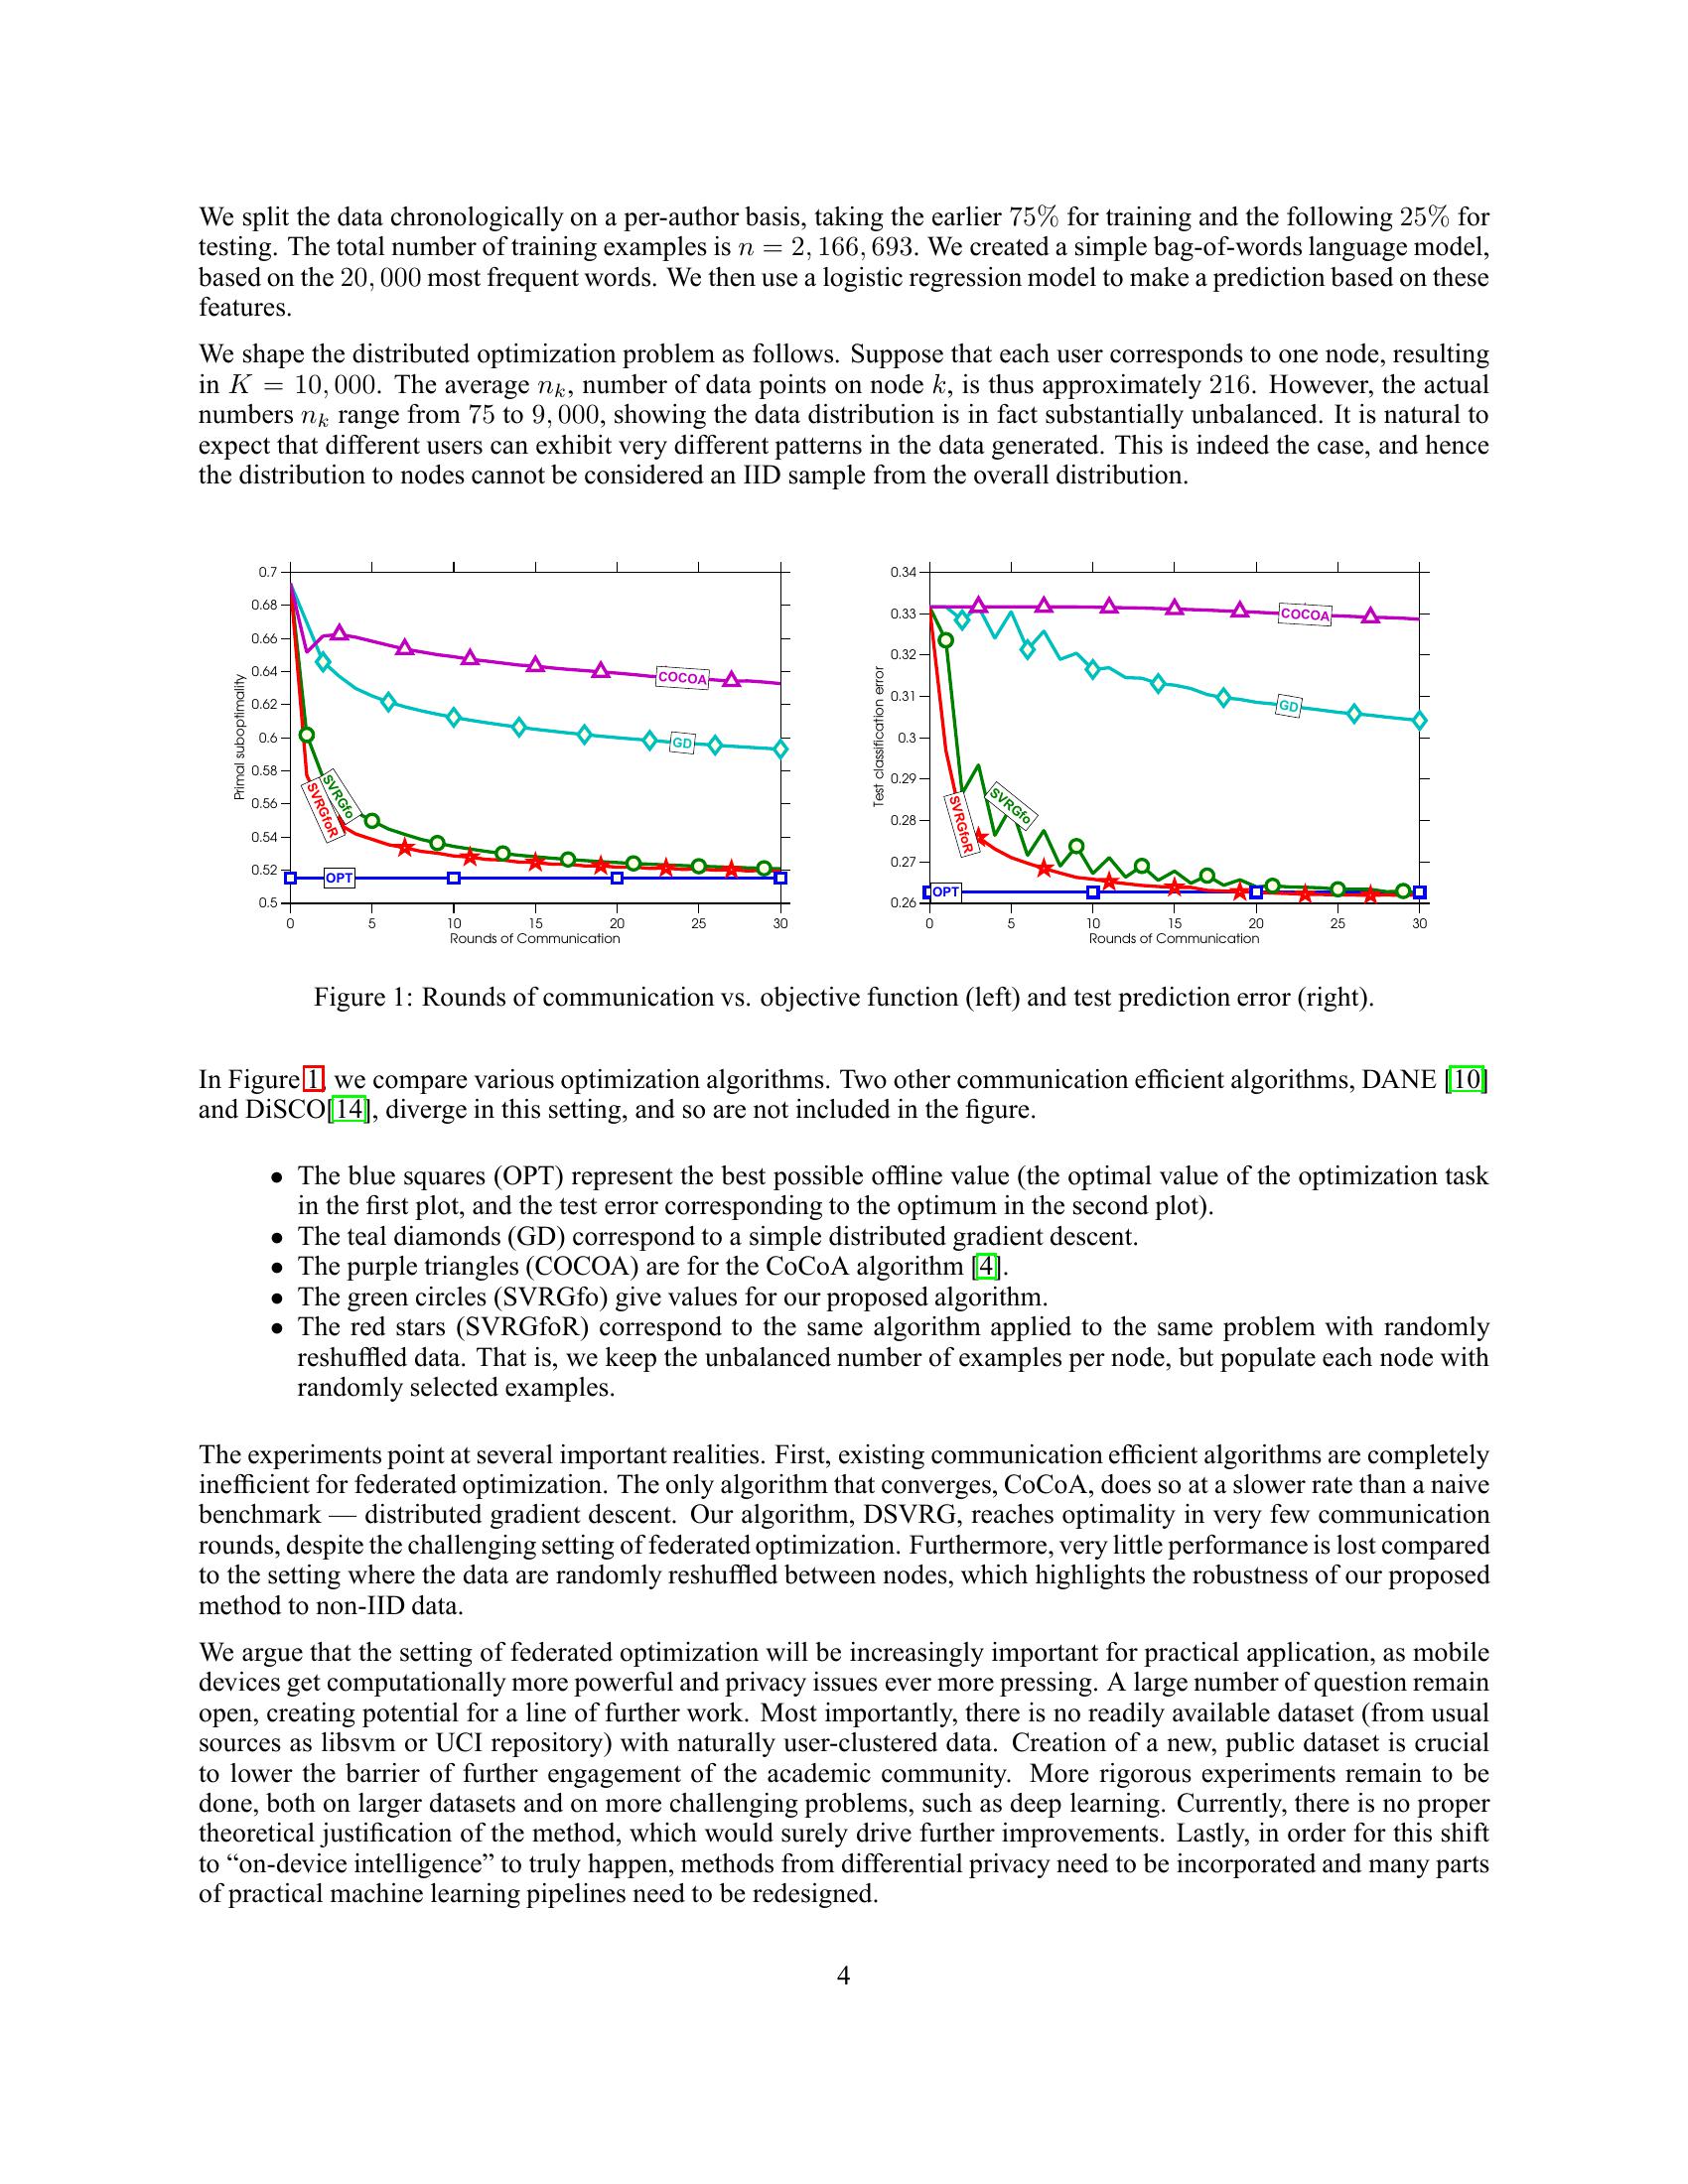 We split the data chronologically on a per-author basis, taking the earlier 75% for training and the following 25% for
testing. The total number of training examples is n = 2, 166, 693. We created a simple bag-of-words language model,
based on the 20, 000 most frequent words. We then use a logistic regression model to make a prediction based on these
features.
We shape the distributed optimization problem as follows. Suppose that each user corresponds to one node, resulting
in K = 10, 000. The average nₖ, number of data points on node k, is thus approximately 216. However, the actual
numbers nₖ range from 75 to 9, 000, showing the data distribution is in fact substantially unbalanced. It is natural to
expect that different users can exhibit very different patterns in the data generated. This is indeed the case, and hence
the distribution to nodes cannot be considered an IID sample from the overall distribution.
Primal suboptimality
0.7
0.68
0.66
0.64
0.62
0.6
0.58
0.56
0.54
0.52
0.5
COCOA
GD
SVRGfo
SVRGfoR
OPT
0 5 10 15 20 25 30
Rounds of Communication
Test classification error
0.34
0.33
0.32
0.31
0.3
0.29
0.28
0.27
0.26
COCOA
GD
SVRGfo
SVRGfoR
OPT
0 5 10 15 20 25 30
Rounds of Communication
Figure 1: Rounds of communication vs. objective function (left) and test prediction error (right).
In Figure 1, we compare various optimization algorithms. Two other communication efficient algorithms, DANE [10]
and DiSCO[14], diverge in this setting, and so are not included in the figure.
• The blue squares (OPT) represent the best possible offline value (the optimal value of the optimization task
in the first plot, and the test error corresponding to the optimum in the second plot).
• The teal diamonds (GD) correspond to a simple distributed gradient descent.
• The purple triangles (COCOA) are for the CoCoA algorithm [4].
• The green circles (SVRGfo) give values for our proposed algorithm.
• The red stars (SVRGfoR) correspond to the same algorithm applied to the same problem with randomly
reshuffled data. That is, we keep the unbalanced number of examples per node, but populate each node with
randomly selected examples.
The experiments point at several important realities. First, existing communication efficient algorithms are completely
inefficient for federated optimization. The only algorithm that converges, CoCoA, does so at a slower rate than a naive
benchmark — distributed gradient descent. Our algorithm, DSVRG, reaches optimality in very few communication
rounds, despite the challenging setting of federated optimization. Furthermore, very little performance is lost compared
to the setting where the data are randomly reshuffled between nodes, which highlights the robustness of our proposed
method to non-IID data.
We argue that the setting of federated optimization will be increasingly important for practical application, as mobile
devices get computationally more powerful and privacy issues ever more pressing. A large number of question remain
open, creating potential for a line of further work. Most importantly, there is no readily available dataset (from usual
sources as libsvm or UCI repository) with naturally user-clustered data. Creation of a new, public dataset is crucial
to lower the barrier of further engagement of the academic community. More rigorous experiments remain to be
done, both on larger datasets and on more challenging problems, such as deep learning. Currently, there is no proper
theoretical justification of the method, which would surely drive further improvements. Lastly, in order for this shift
to “on-device intelligence” to truly happen, methods from differential privacy need to be incorporated and many parts
of practical machine learning pipelines need to be redesigned.
4